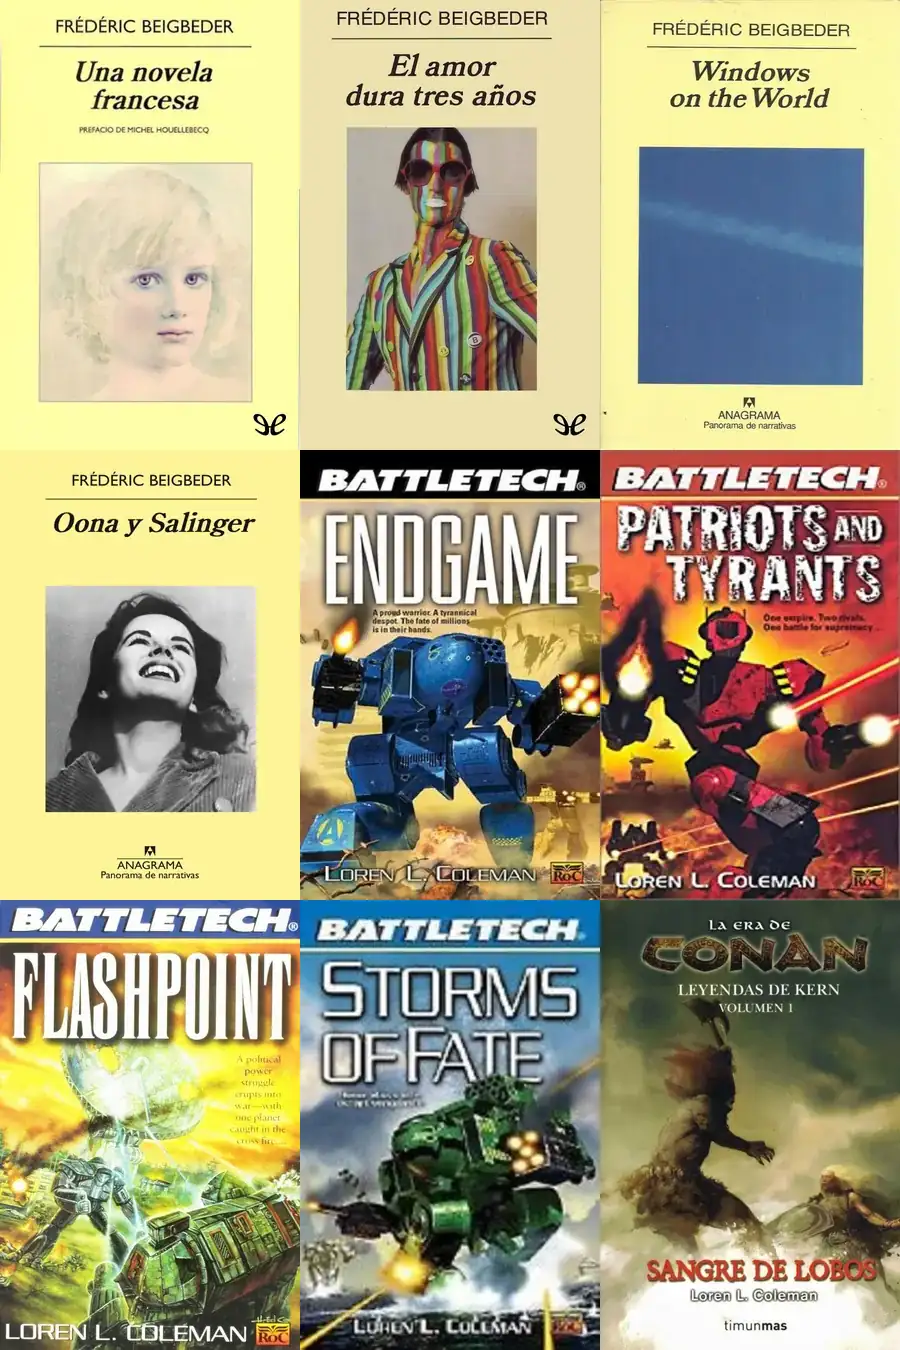 FRÉDÉRIC BEIGBEDER
Una novela
francesa
PREFACIO DE MICHEL HOUELLEBECQ
FRÉDÉRIC BEIGBEDER
El amor
dura tres años
FRÉDÉRIC BEIGBEDER
Windows
on the World
ANAGRAMA
Panorama de narrativas
FRÉDÉRIC BEIGBEDER
Oona y Salinger
ANAGRAMA
Panorama de narrativas
BATTLETECH®
ENDGAME
A proud warrior. A tyrannical
despot. The fate of millions
is in their hands.
LOREN L. COLEMAN
ROC
BATTLETECH®
PATRIOTS AND
TYRANTS
One empire. Two rivals.
One battle for supremacy...
LOREN L. COLEMAN
ROC
BATTLETECH®
FLASHPOINT
A political
power
struggle
erupts into
war—with
one planet
caught in the
cross fire...
LOREN L. COLEMAN
ROC
BATTLETECH
STORMS
OF FATE
LOREN L. COLEMAN
ROC
LA ERA DE
CONAN
LEYENDAS DE KERN
VOLUMEN 1
SANGRE DE LOBOS
Loren L. Coleman
timunmas